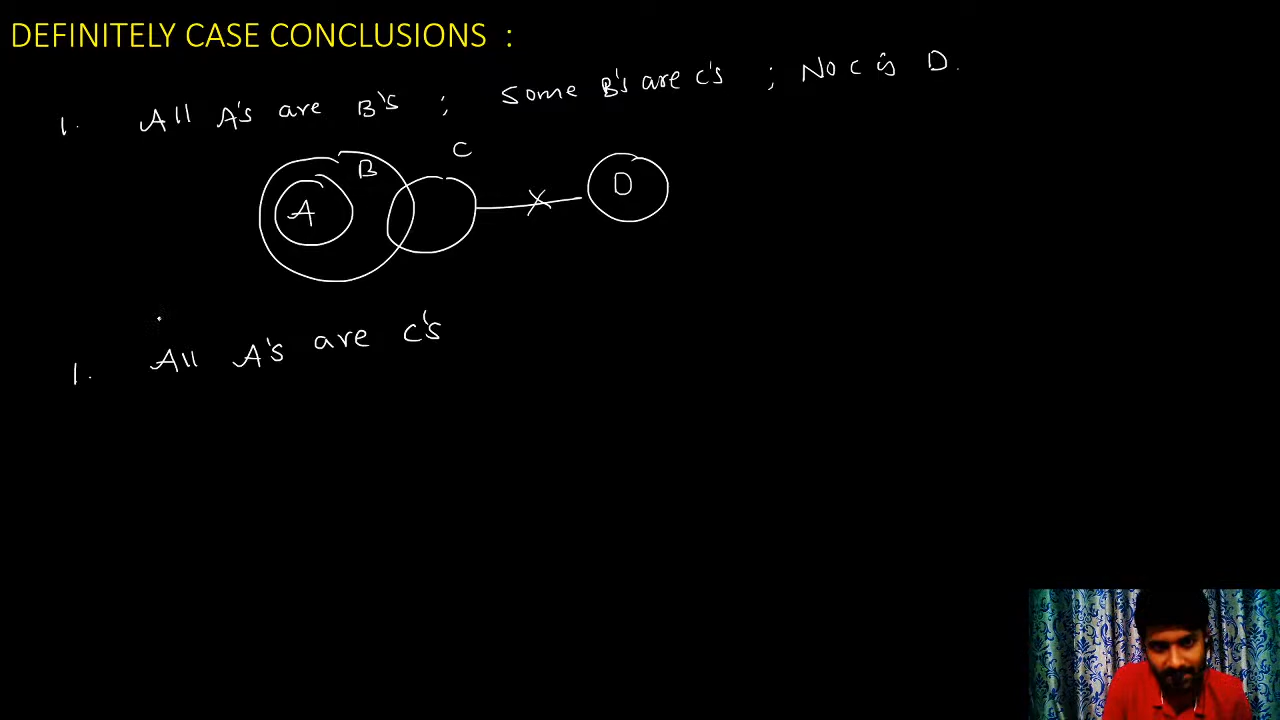 DEFINITELY CASE CONCLUSIONS :
1. All A's are B's ; Some B's are C's ; No C is D.
C
B
A
D
1. All A's are C's